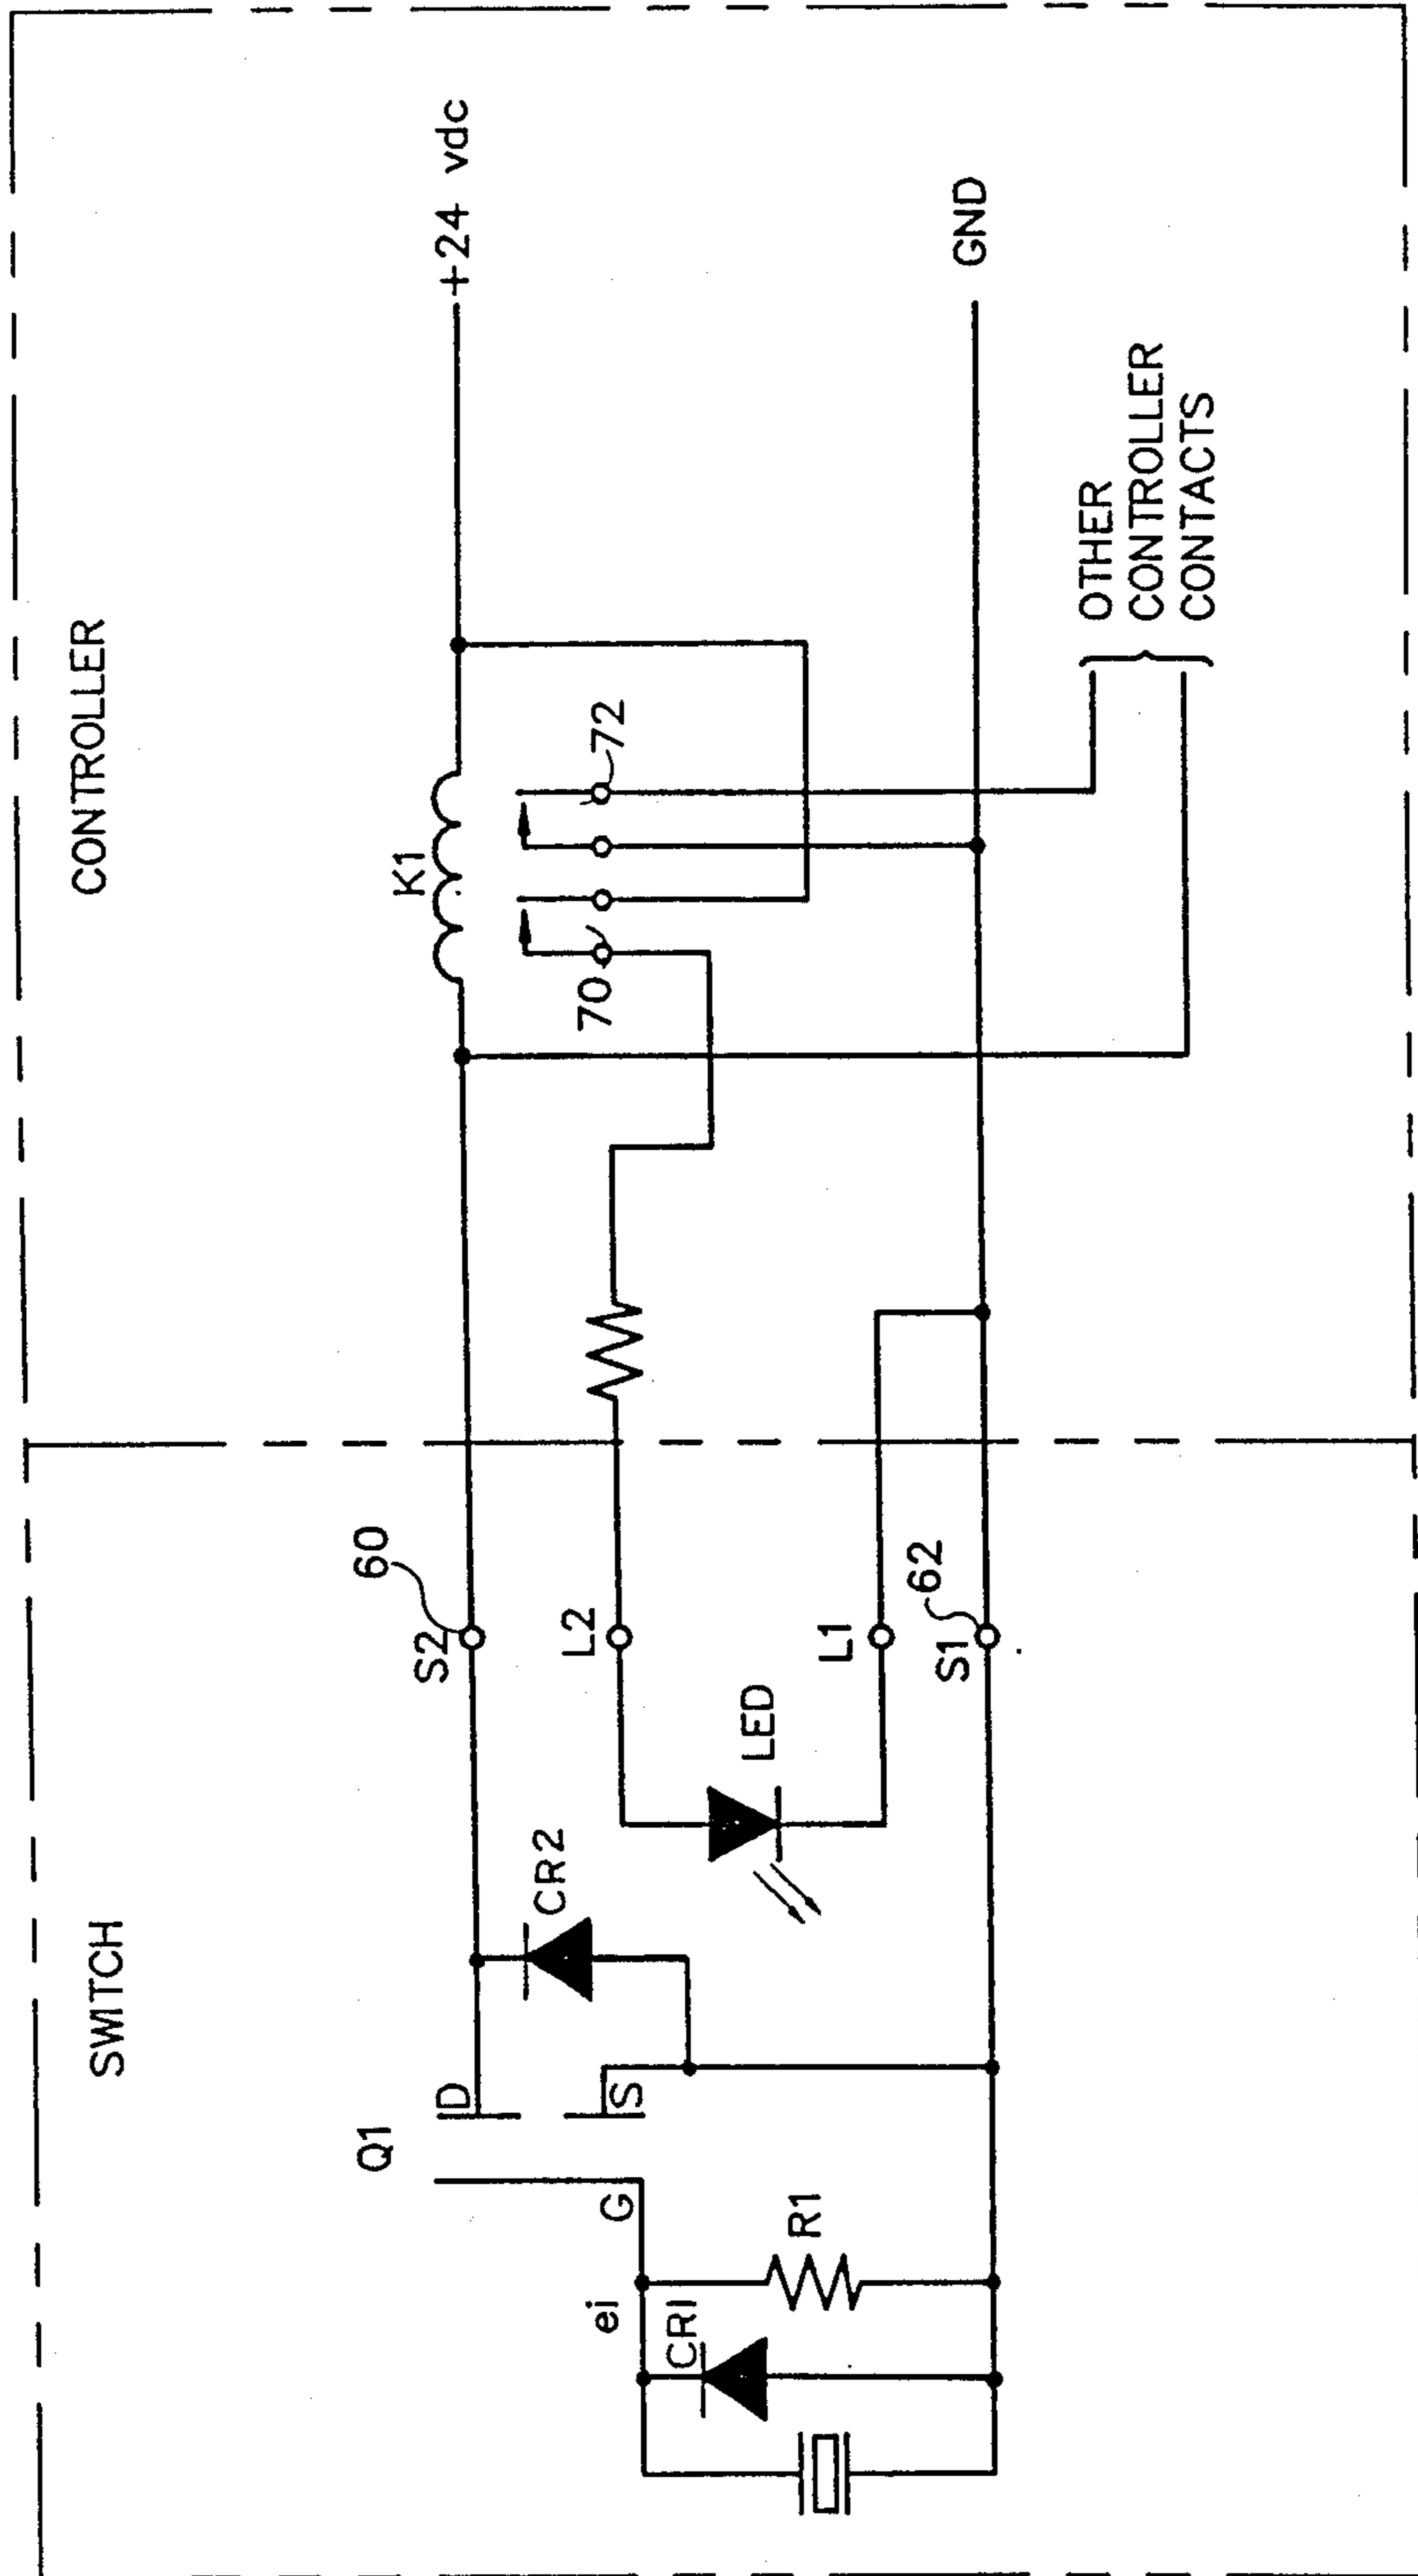 SWITCH
CONTROLLER
Q1
D
S
G
ei
CR1
R1
CR2
LED
S2
60
L2
L1
S1
62
K1
70
72
+24 vdc
GND
OTHER
CONTROLLER
CONTACTS